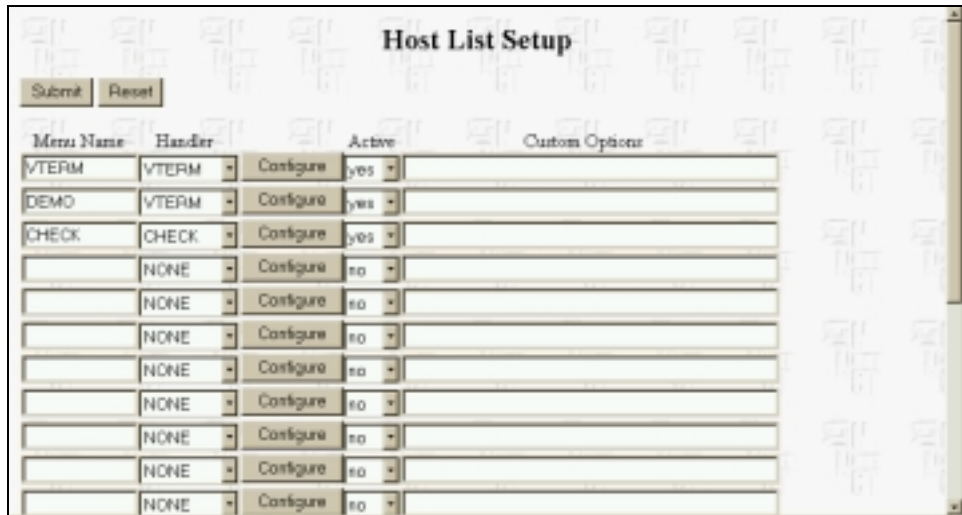 Host List Setup
Submit Reset
Menu Name Handler Active Custom Options
VTERM VTERM Configure yes
DEMO VTERM Configure yes
CHECK CHECK Configure yes
NONE Configure no
NONE Configure no
NONE Configure no
NONE Configure no
NONE Configure no
NONE Configure no
NONE Configure no
NONE Configure no